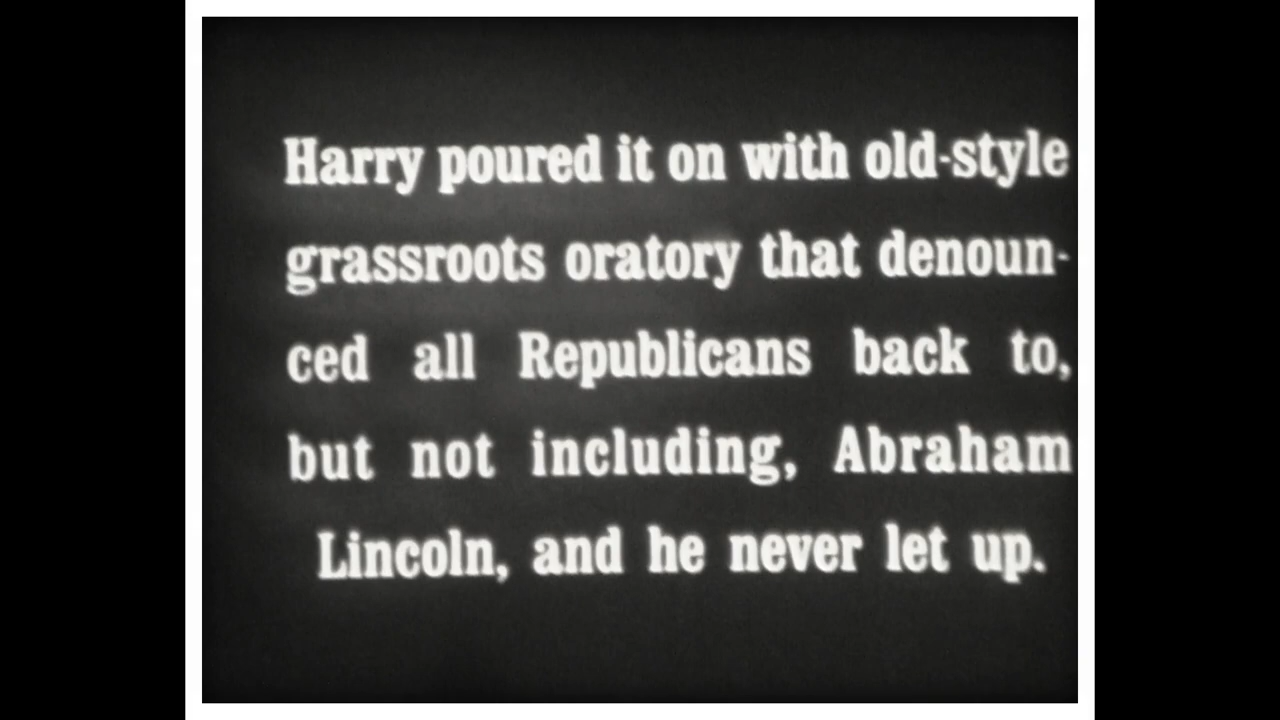 Harry poured it on with old-style
grassroots oratory that denoun-
ced all Republicans back to,
but not including, Abraham
Lincoln, and he never let up.